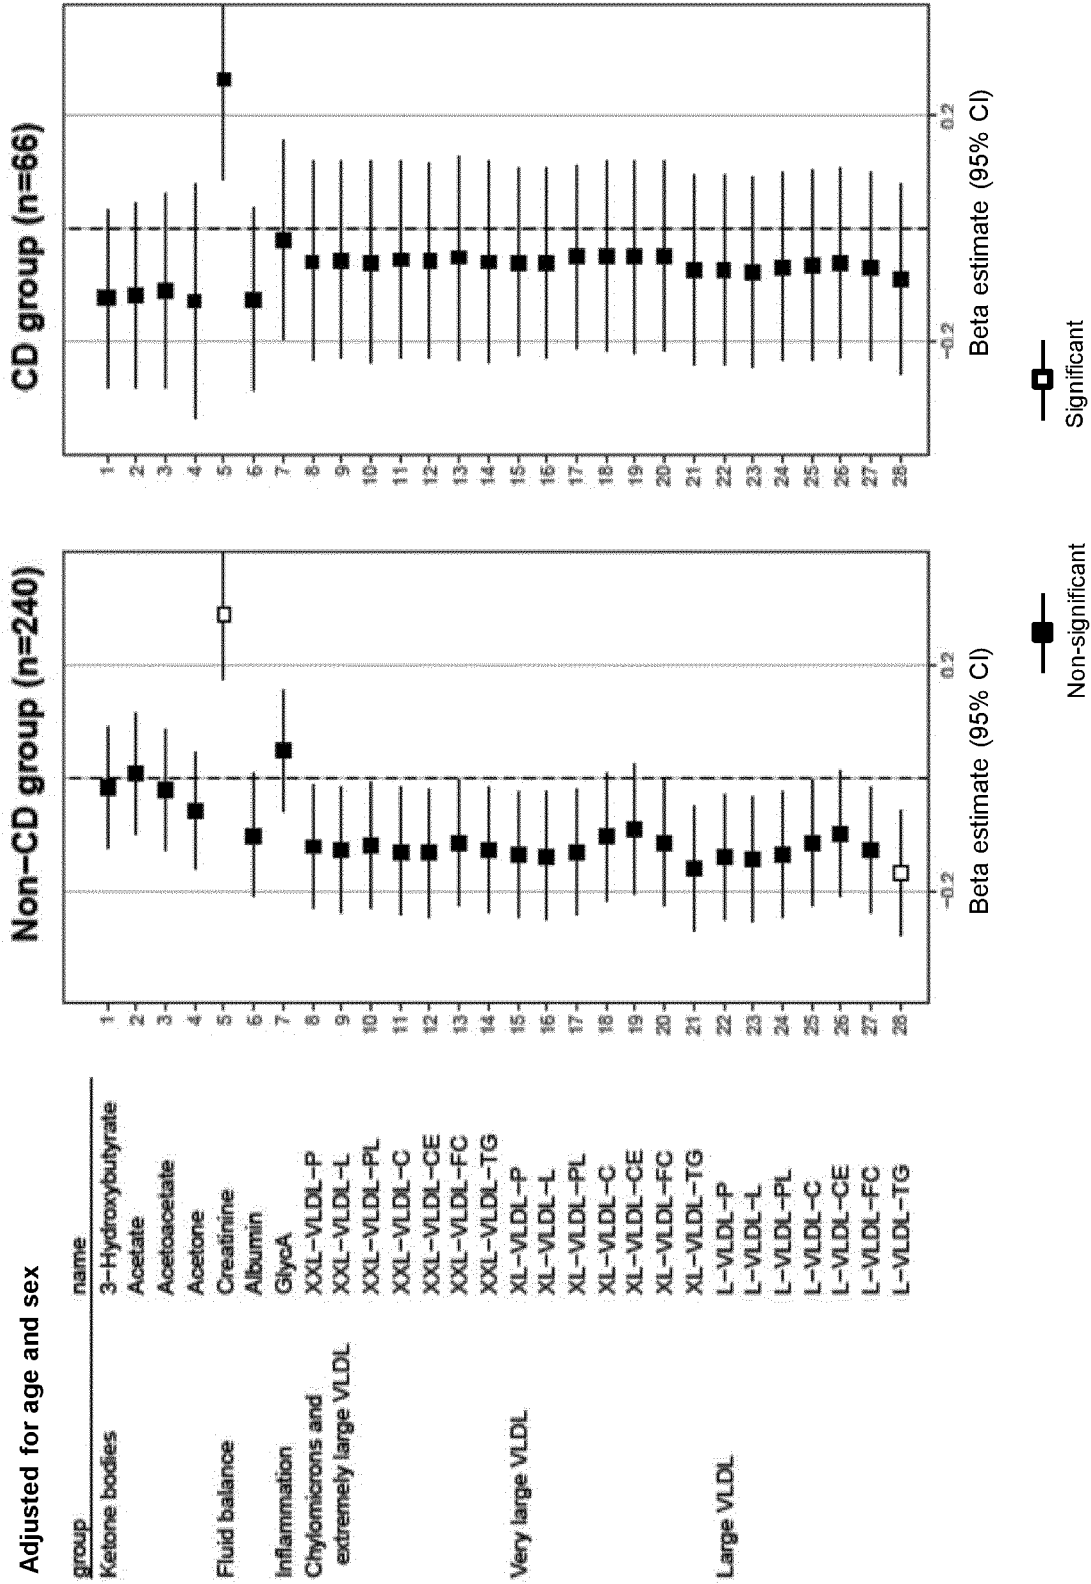 Adjusted for age and sex
Non−CD group (n=240)
CD group (n=66)
group name
Ketone bodies 3−Hydroxybutyrate 1 1
Acetate 2 2
Acetoacetate 3 3
Acetone 4 4
Fluid balance Creatinine 5 5
Albumin 6 6
Inflammation GlycA 7 7
Chylomicrons and XXL−VLDL−P 8 8
extremely large VLDL XXL−VLDL−L 9 9
XXL−VLDL−PL 10 10
XXL−VLDL−C 11 11
XXL−VLDL−CE 12 12
XXL−VLDL−FC 13 13
XXL−VLDL−TG 14 14
Very large VLDL XL−VLDL−P 15 15
XL−VLDL−L 16 16
XL−VLDL−PL 17 17
XL−VLDL−C 18 18
XL−VLDL−CE 19 19
XL−VLDL−FC 20 20
XL−VLDL−TG 21 21
Large VLDL L−VLDL−P 22 22
L−VLDL−L 23 23
L−VLDL−PL 24 24
L−VLDL−C 25 25
L−VLDL−CE 26 26
L−VLDL−FC 27 27
L−VLDL−TG 28 28
−0.2 0.2 −0.2 0.2
Beta estimate (95% CI) Beta estimate (95% CI)
Non-significant Significant